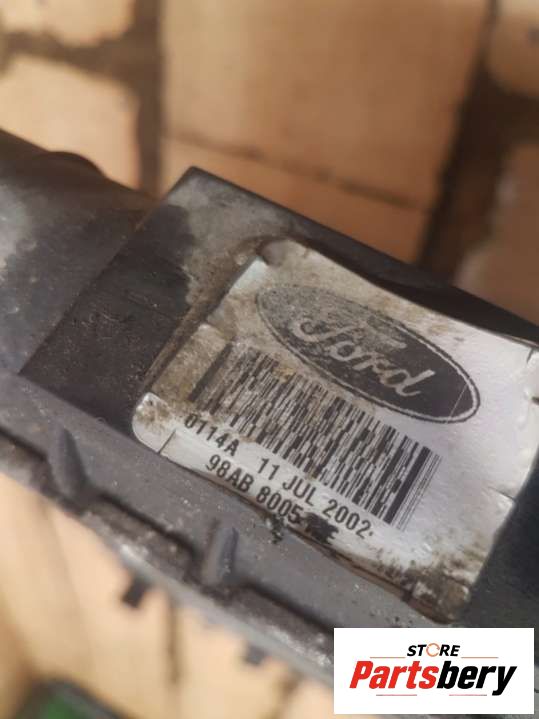 Ford
0114A 11 JUL 2002
98AB 8005
STORE
Partsbery